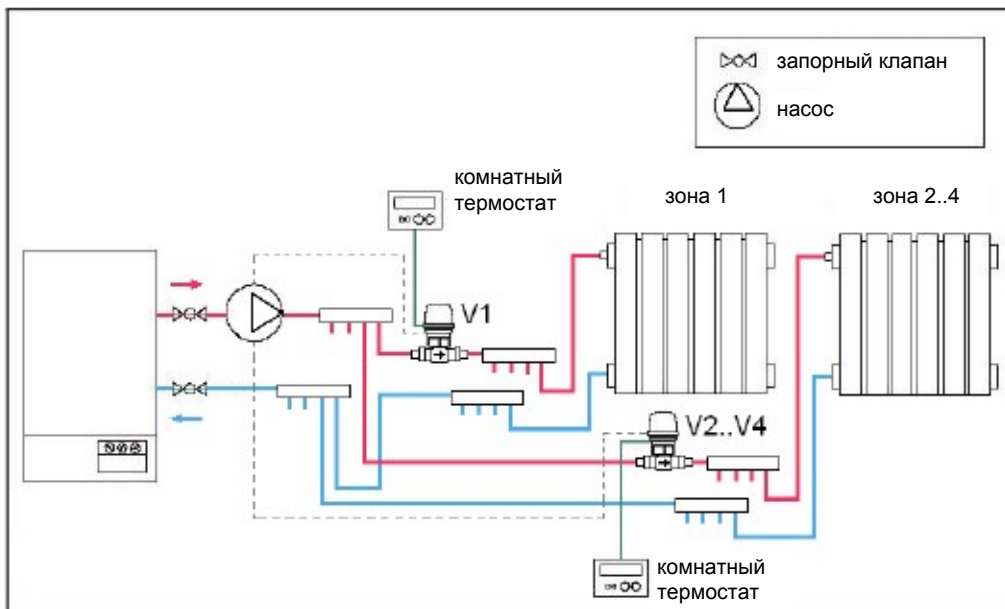 запорный клапан
насос
комнатный
термостат
зона 1
зона 2..4
V1
V2..V4
комнатный
термостат